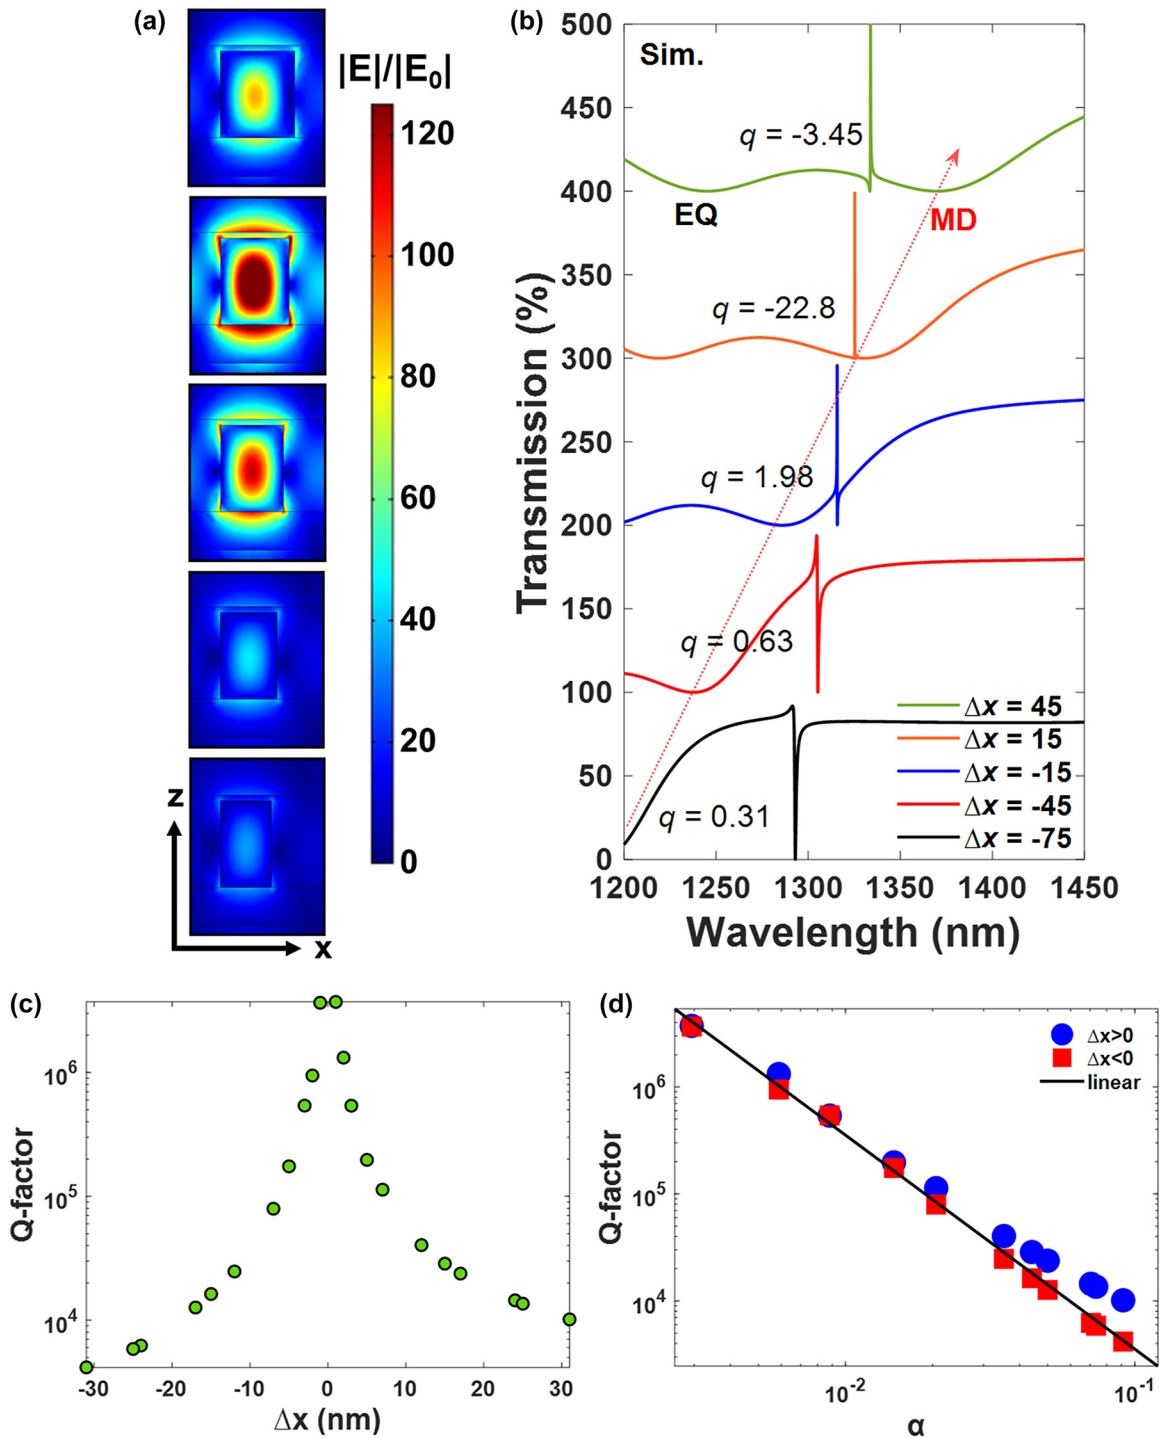 (a)
|E|/|E0|
120
100
80
60
40
20
0
z
x
(b)
Sim.
500
450
400
350
300
250
200
150
100
50
0
Transmission (%)
q = -3.45
EQ
MD
q = -22.8
q = 1.98
q = 0.63
q = 0.31
Δx = 45
Δx = 15
Δx = -15
Δx = -45
Δx = -75
1200 1250 1300 1350 1400 1450
Wavelength (nm)
(c)
Q-factor
10^6
10^5
10^4
-30 -20 -10 0 10 20 30
Δx (nm)
(d)
Q-factor
10^6
10^5
10^4
Δx>0
Δx<0
linear
10^-2 10^-1
α